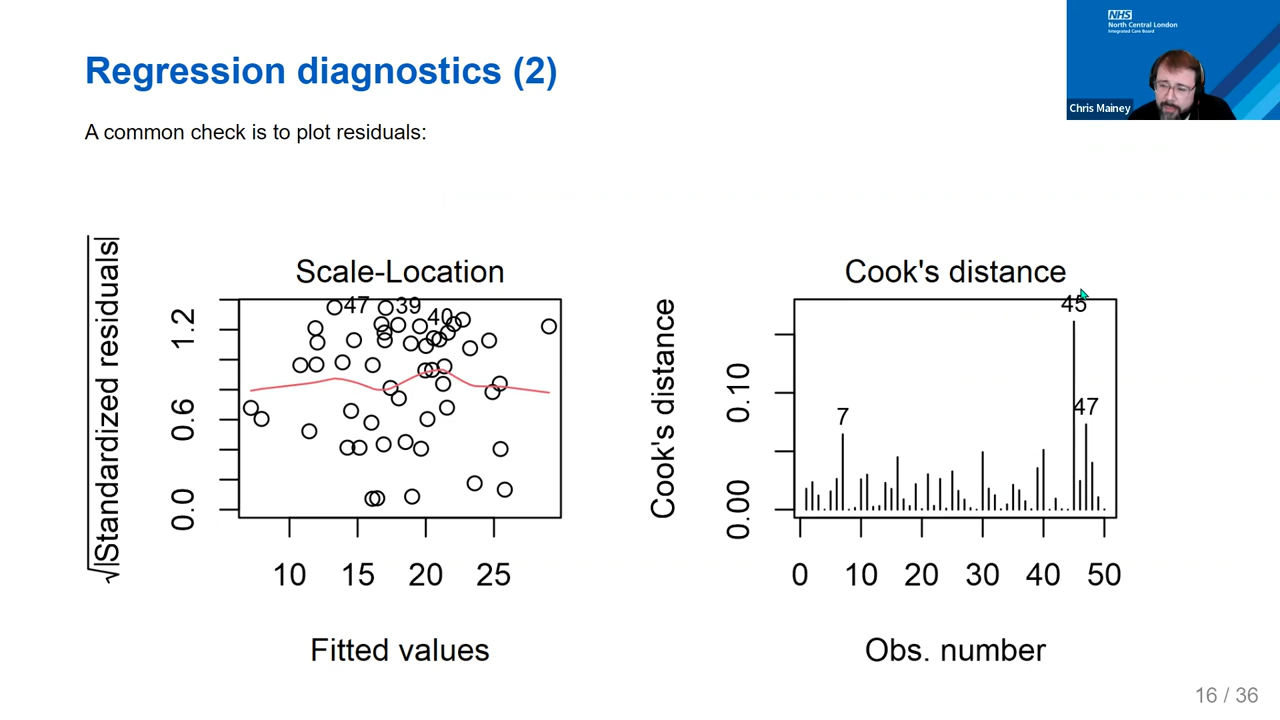 Regression diagnostics (2)
NHS
North Central London
Integrated Care Board
Chris Mainey
A common check is to plot residuals:
Scale-Location
√|Standardized residuals|
0.0 0.6 1.2
47 39 40
10 15 20 25
Fitted values
Cook's distance
Cook's distance
0.00 0.10
7 45 47
0 10 20 30 40 50
Obs. number
16 / 36